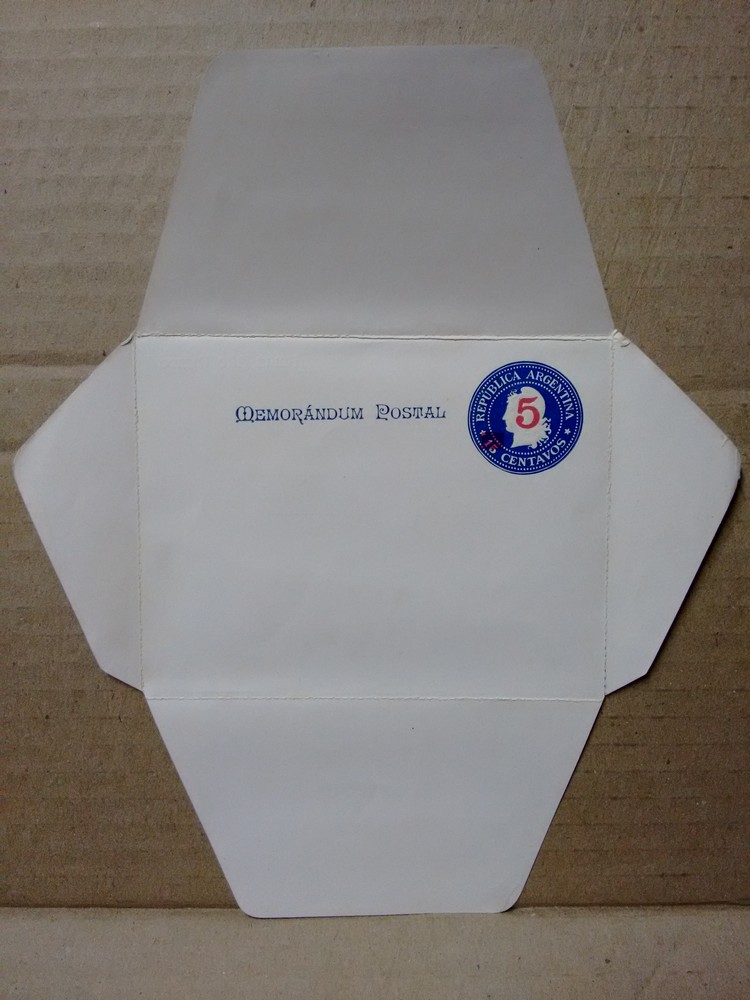 MEMORÁNDUM POSTAL
REPÚBLICA ARGENTINA
5
CENTAVOS